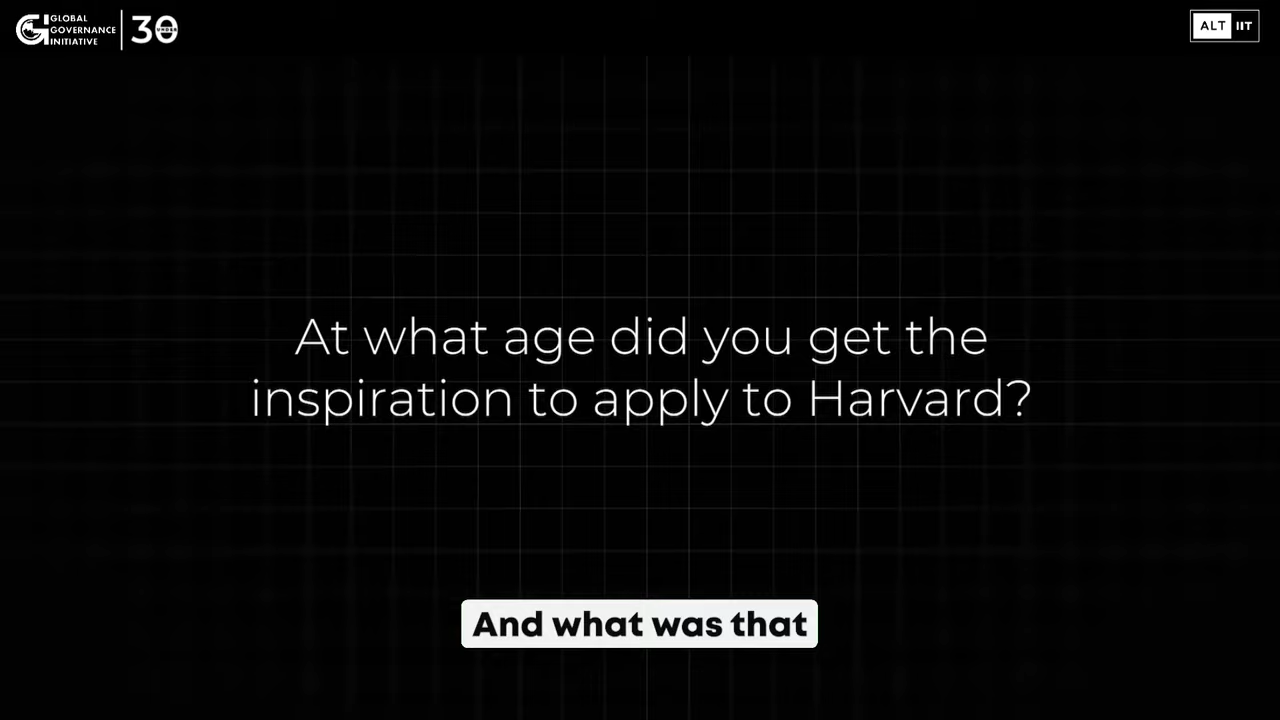 GLOBAL
GOVERNANCE
INITIATIVE
30
UNDER
ALT IIT
At what age did you get the
inspiration to apply to Harvard?
And what was that